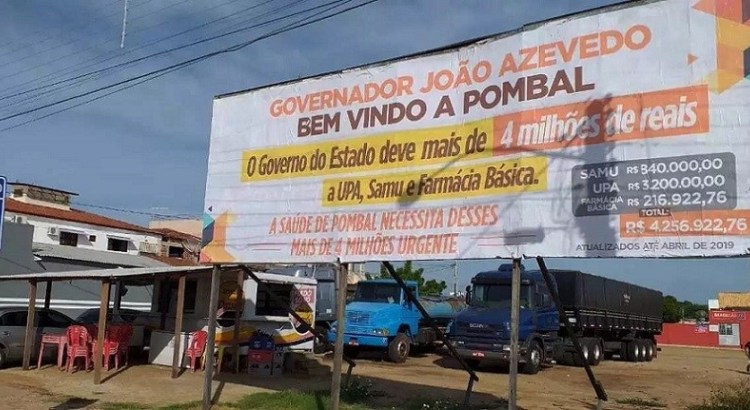 GOVERNADOR JOÃO AZEVEDO
BEM VINDO A POMBAL
O Governo do Estado deve mais de 4 milhões de reais
a UPA, Samu e Farmácia Básica.
A SAÚDE DE POMBAL NECESSITA DESSES
MAIS DE 4 MILHÕES URGENTE
SAMU R$ 840.000,00
UPA R$ 3.200.00,00
FARMÁCIA BÁSICA R$ 216.922,76
TOTAL:
R$ 4.256.922,76
ATUALIZADOS ATÉ ABRIL DE 2019